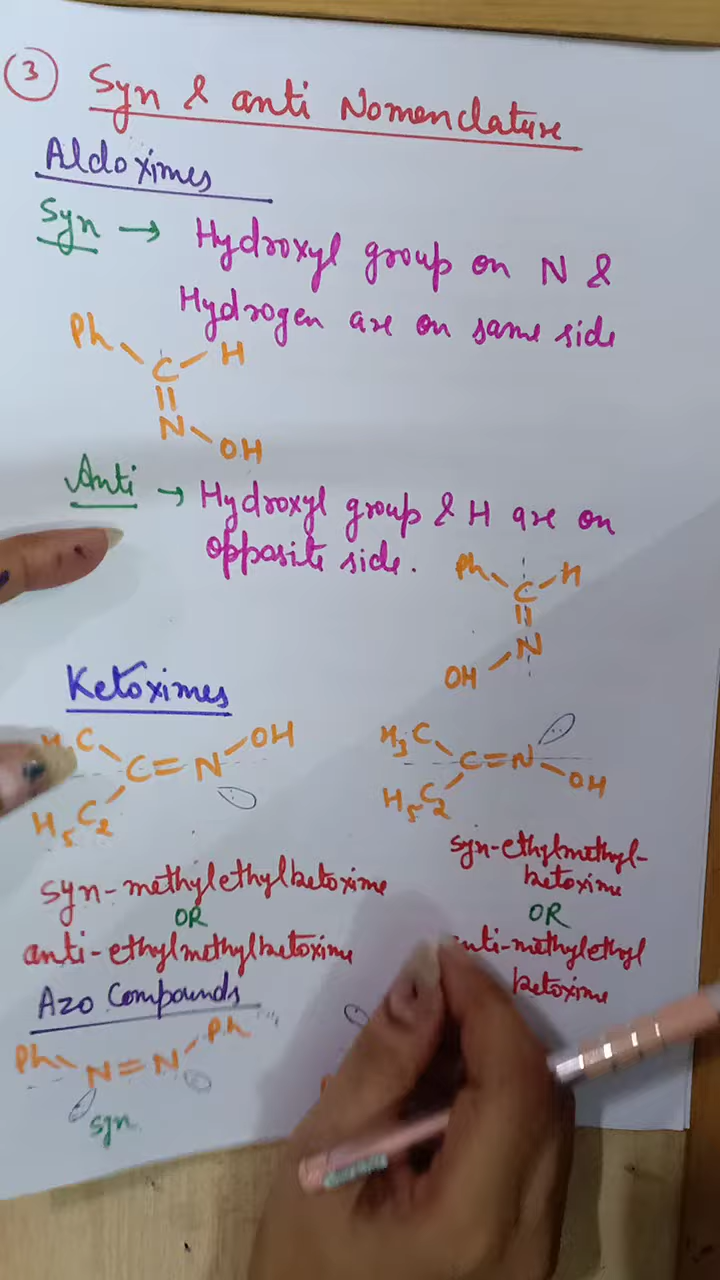 ③ Syn & anti Nomenclature
Aldoximes
Syn → Hydroxyl group on N &
Hydrogen are on same side
Ph H
C
N
OH
Anti → Hydroxyl group & H are on
opposite side.
Ph H
C
N
OH
Ketoximes
C OH
C=N
H5C2
H3C
C=N
OH
H5C2
syn-methylethylketoxime
OR
anti-ethylmethylketoxime
syn-ethylmethyl-
ketoxime
OR
anti-methylethyl
ketoxime
Azo Compounds
Ph Ph
N=N
syn